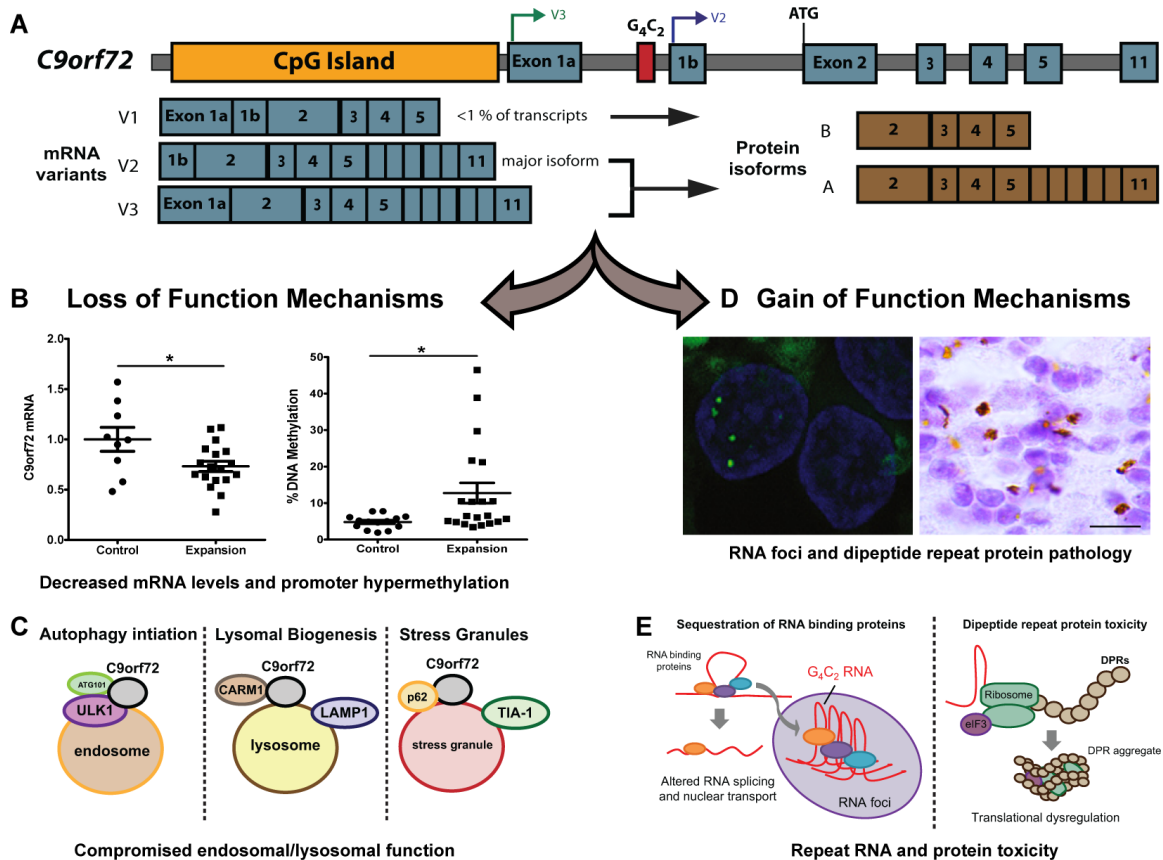 A
C9orf72
CpG Island
V3
Exon 1a
G4C2
V2
1b
ATG
Exon 2
3
4
5
11
mRNA
variants
V1
Exon 1a 1b 2 3 4 5
<1 % of transcripts
V2
1b 2 3 4 5 11
major isoform
V3
Exon 1a 2 3 4 5 11
Protein
isoforms
B
2 3 4 5
A
2 3 4 5 11
B Loss of Function Mechanisms
C9orf72 mRNA
2.0
1.5
1.0
0.5
0.0
*
Control Expansion
% DNA Methylation
50
40
30
20
10
0
*
Control Expansion
Decreased mRNA levels and promoter hypermethylation
D Gain of Function Mechanisms
RNA foci and dipeptide repeat protein pathology
C
Autophagy intiation
C9orf72
ATG101
ULK1
endosome
Lysomal Biogenesis
C9orf72
CARM1
LAMP1
lysosome
Stress Granules
C9orf72
p62
TIA-1
stress granule
Compromised endosomal/lysosomal function
E
Sequestration of RNA binding proteins
RNA binding
proteins
G4C2 RNA
Altered RNA splicing
and nuclear transport
RNA foci
Dipeptide repeat protein toxicity
DPRs
Ribosome
eIF3
DPR aggregate
Translational dysregulation
Repeat RNA and protein toxicity